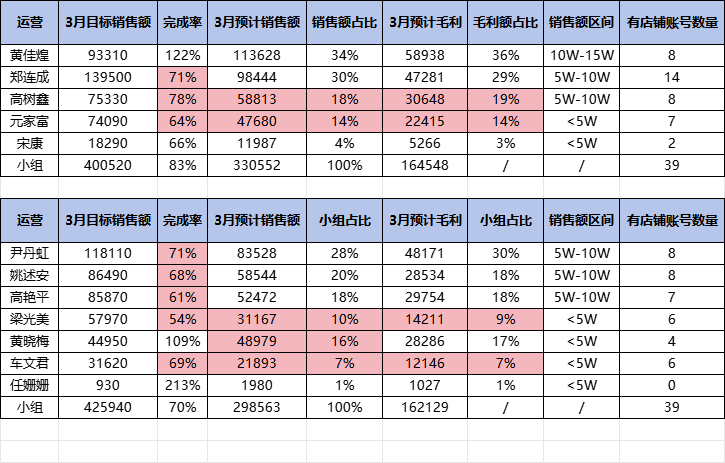 运营 3月目标销售额 完成率 3月预计销售额 销售额占比 3月预计毛利 毛利额占比 销售额区间 有店铺账号数量
黄佳煌 93310 122% 113628 34% 58938 36% 10W-15W 8
郑连成 139500 71% 98444 30% 47281 29% 5W-10W 14
高树鑫 75330 78% 58813 18% 30648 19% 5W-10W 8
元家富 74090 64% 47680 14% 22415 14% <5W 7
宋康 18290 66% 11987 4% 5266 3% <5W 2
小组 400520 83% 330552 100% 164548 / / 39
运营 3月目标销售额 完成率 3月预计销售额 小组占比 3月预计毛利 小组占比 销售额区间 有店铺账号数量
尹丹虹 118110 71% 83528 28% 48171 30% 5W-10W 8
姚述安 86490 68% 58544 20% 28534 18% 5W-10W 8
高艳平 85870 61% 52472 18% 29754 18% 5W-10W 7
梁光美 57970 54% 31167 10% 14211 9% <5W 6
黄晓梅 44950 109% 48979 16% 28286 17% <5W 4
车文君 31620 69% 21893 7% 12146 7% <5W 6
任姗姗 930 213% 1980 1% 1027 1% <5W 0
小组 425940 70% 298563 100% 162129 / / 39